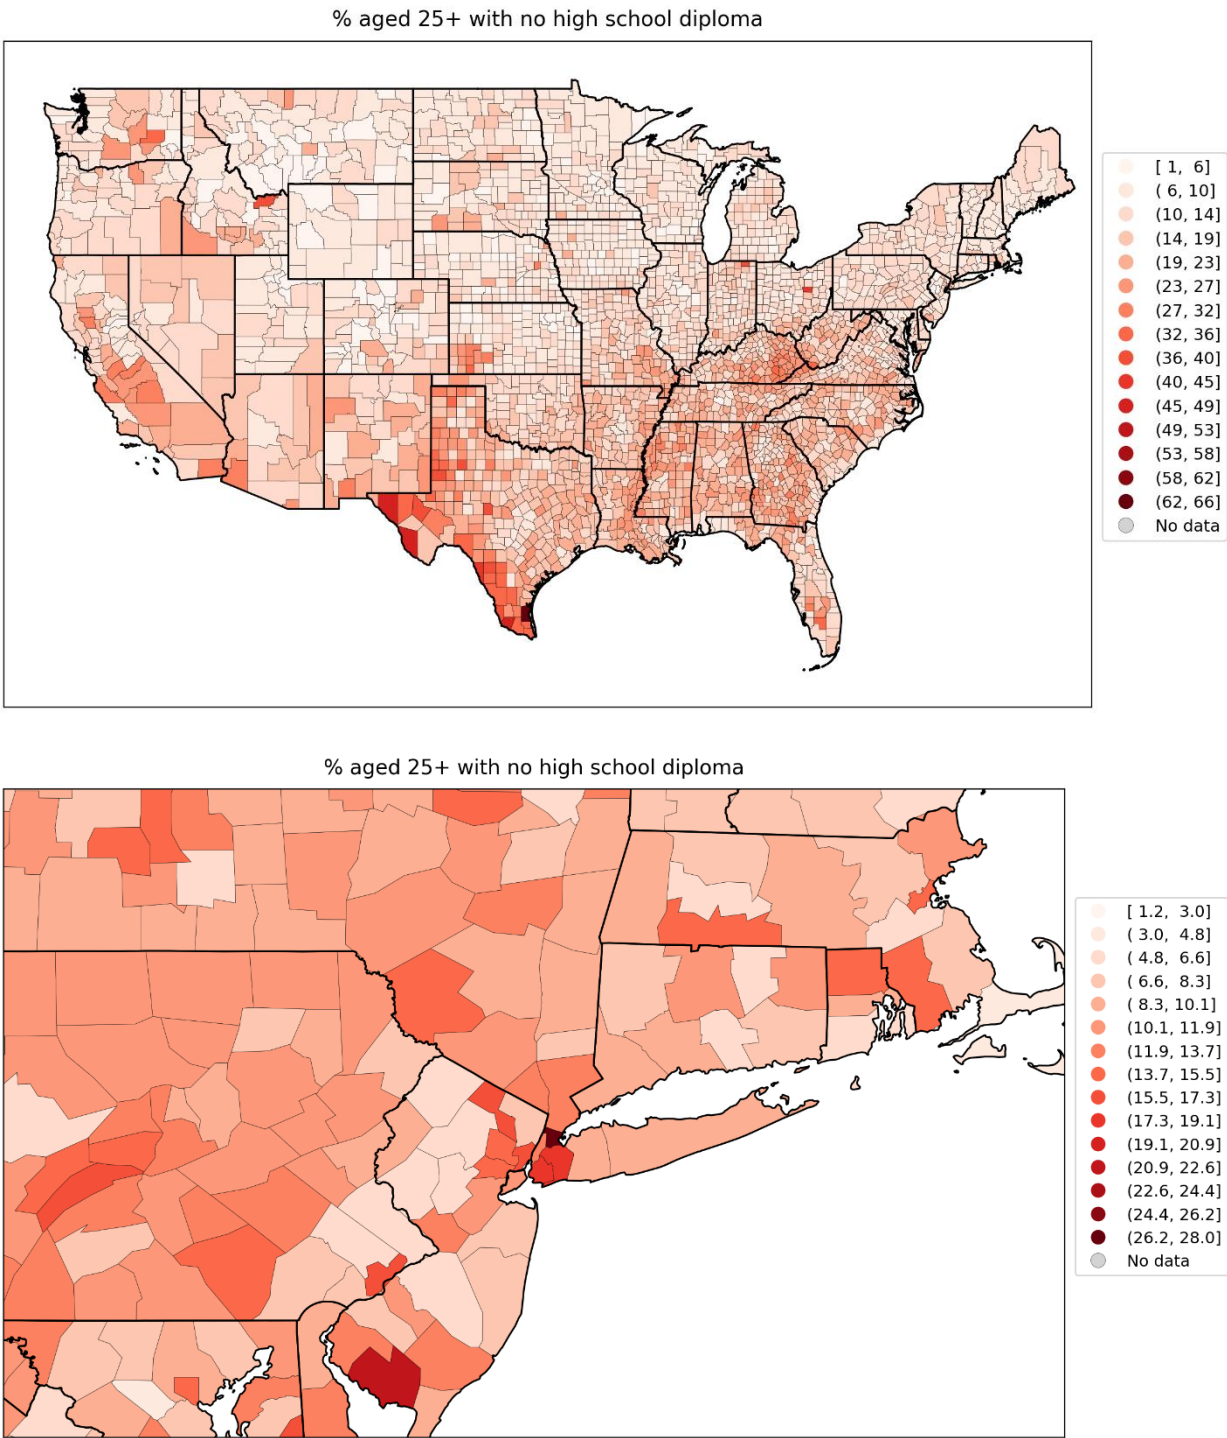 % aged 25+ with no high school diploma
[ 1,  6]
( 6, 10]
(10, 14]
(14, 19]
(19, 23]
(23, 27]
(27, 32]
(32, 36]
(36, 40]
(40, 45]
(45, 49]
(49, 53]
(53, 58]
(58, 62]
(62, 66]
No data
% aged 25+ with no high school diploma
[ 1.2,  3.0]
( 3.0,  4.8]
( 4.8,  6.6]
( 6.6,  8.3]
( 8.3, 10.1]
(10.1, 11.9]
(11.9, 13.7]
(13.7, 15.5]
(15.5, 17.3]
(17.3, 19.1]
(19.1, 20.9]
(20.9, 22.6]
(22.6, 24.4]
(24.4, 26.2]
(26.2, 28.0]
No data